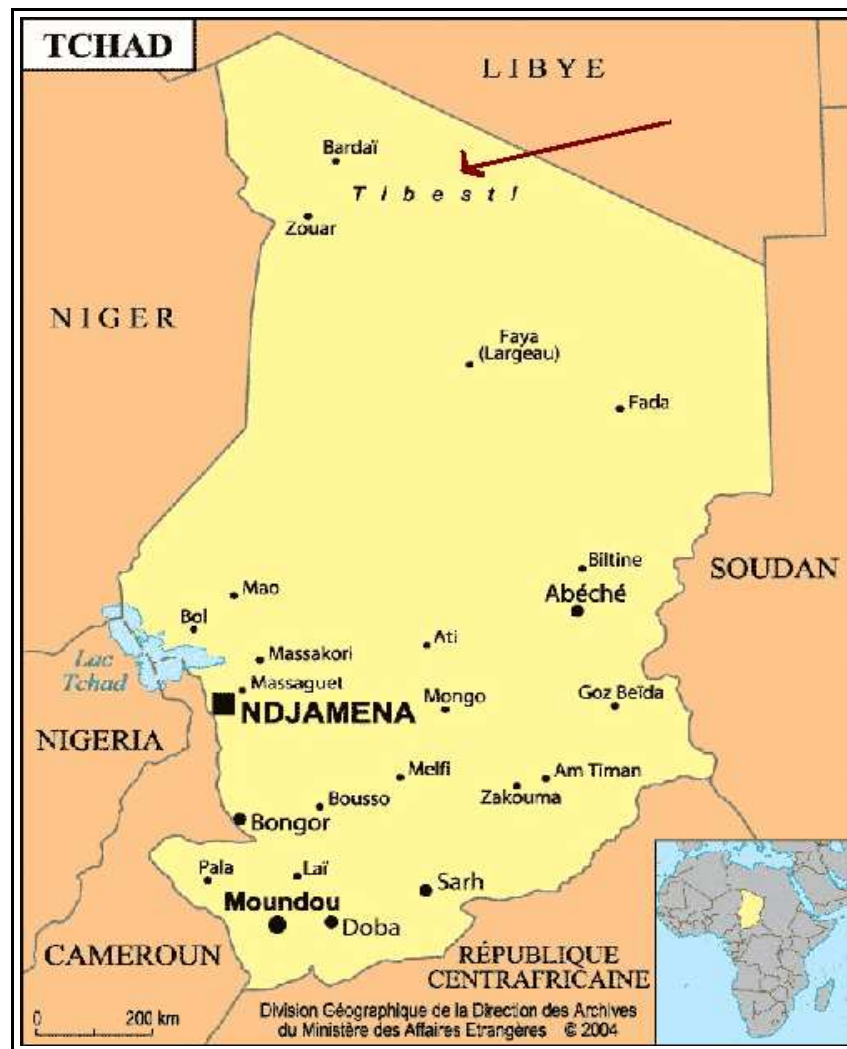 TCHAD
LIBYE
Bardaï
Tibesti
Zouar
NIGER
Faya
(Largeau)
Fada
Biltine
SOUDAN
Mao
Abéché
Bol
Ati
Lac
Tchad
Massakori
Massaguet
Goz Beïda
Mongo
NDJAMENA
NIGERIA
Melfi
Am Timan
Zakouma
Bousso
Bongor
Pala
Laï
Sarh
Moundou
Doba
CAMEROUN
RÉPUBLIQUE
CENTRAFRICAINE
0 200 km
Division Géographique de la Direction des Archives
du Ministère des Affaires Etrangères © 2004